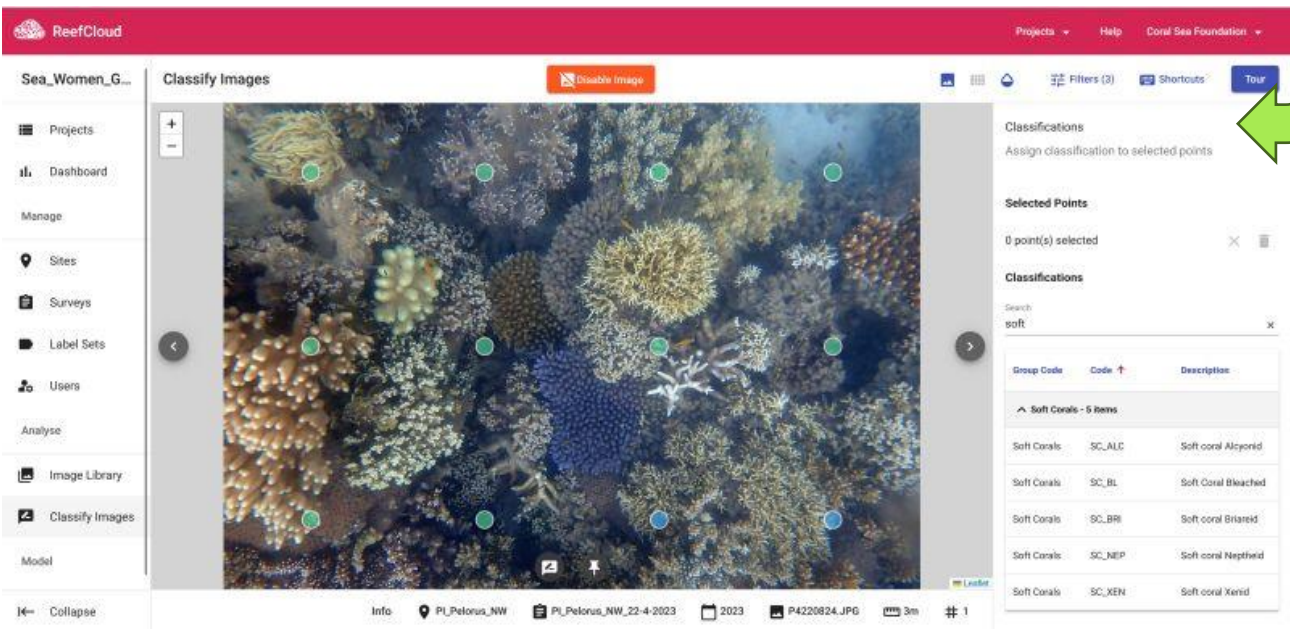 ReefCloud
Projects Help Coral Sea Foundation
Sea_Women_G...
Classify Images
Disable Image
Filters (3)
Shortcuts
Tour
Projects
Dashboard
Manage
Sites
Surveys
Label Sets
Users
Analyse
Image Library
Classify Images
Model
Collapse
+
−
Leaflet
Info
PI_Pelorus_NW
PI_Pelorus_NW_22-4-2023
2023
P4220824.JPG
3m
# 1
Classifications
Assign classification to selected points
Selected Points
0 point(s) selected
Classifications
Search
soft
Group Code Code Description
Soft Corals - 5 items
Soft Corals SC_ALC Soft coral Alcyonid
Soft Corals SC_BL Soft Coral Bleached
Soft Corals SC_BRI Soft coral Briareid
Soft Corals SC_NEP Soft coral Neptheid
Soft Corals SC_XEN Soft coral Xenid